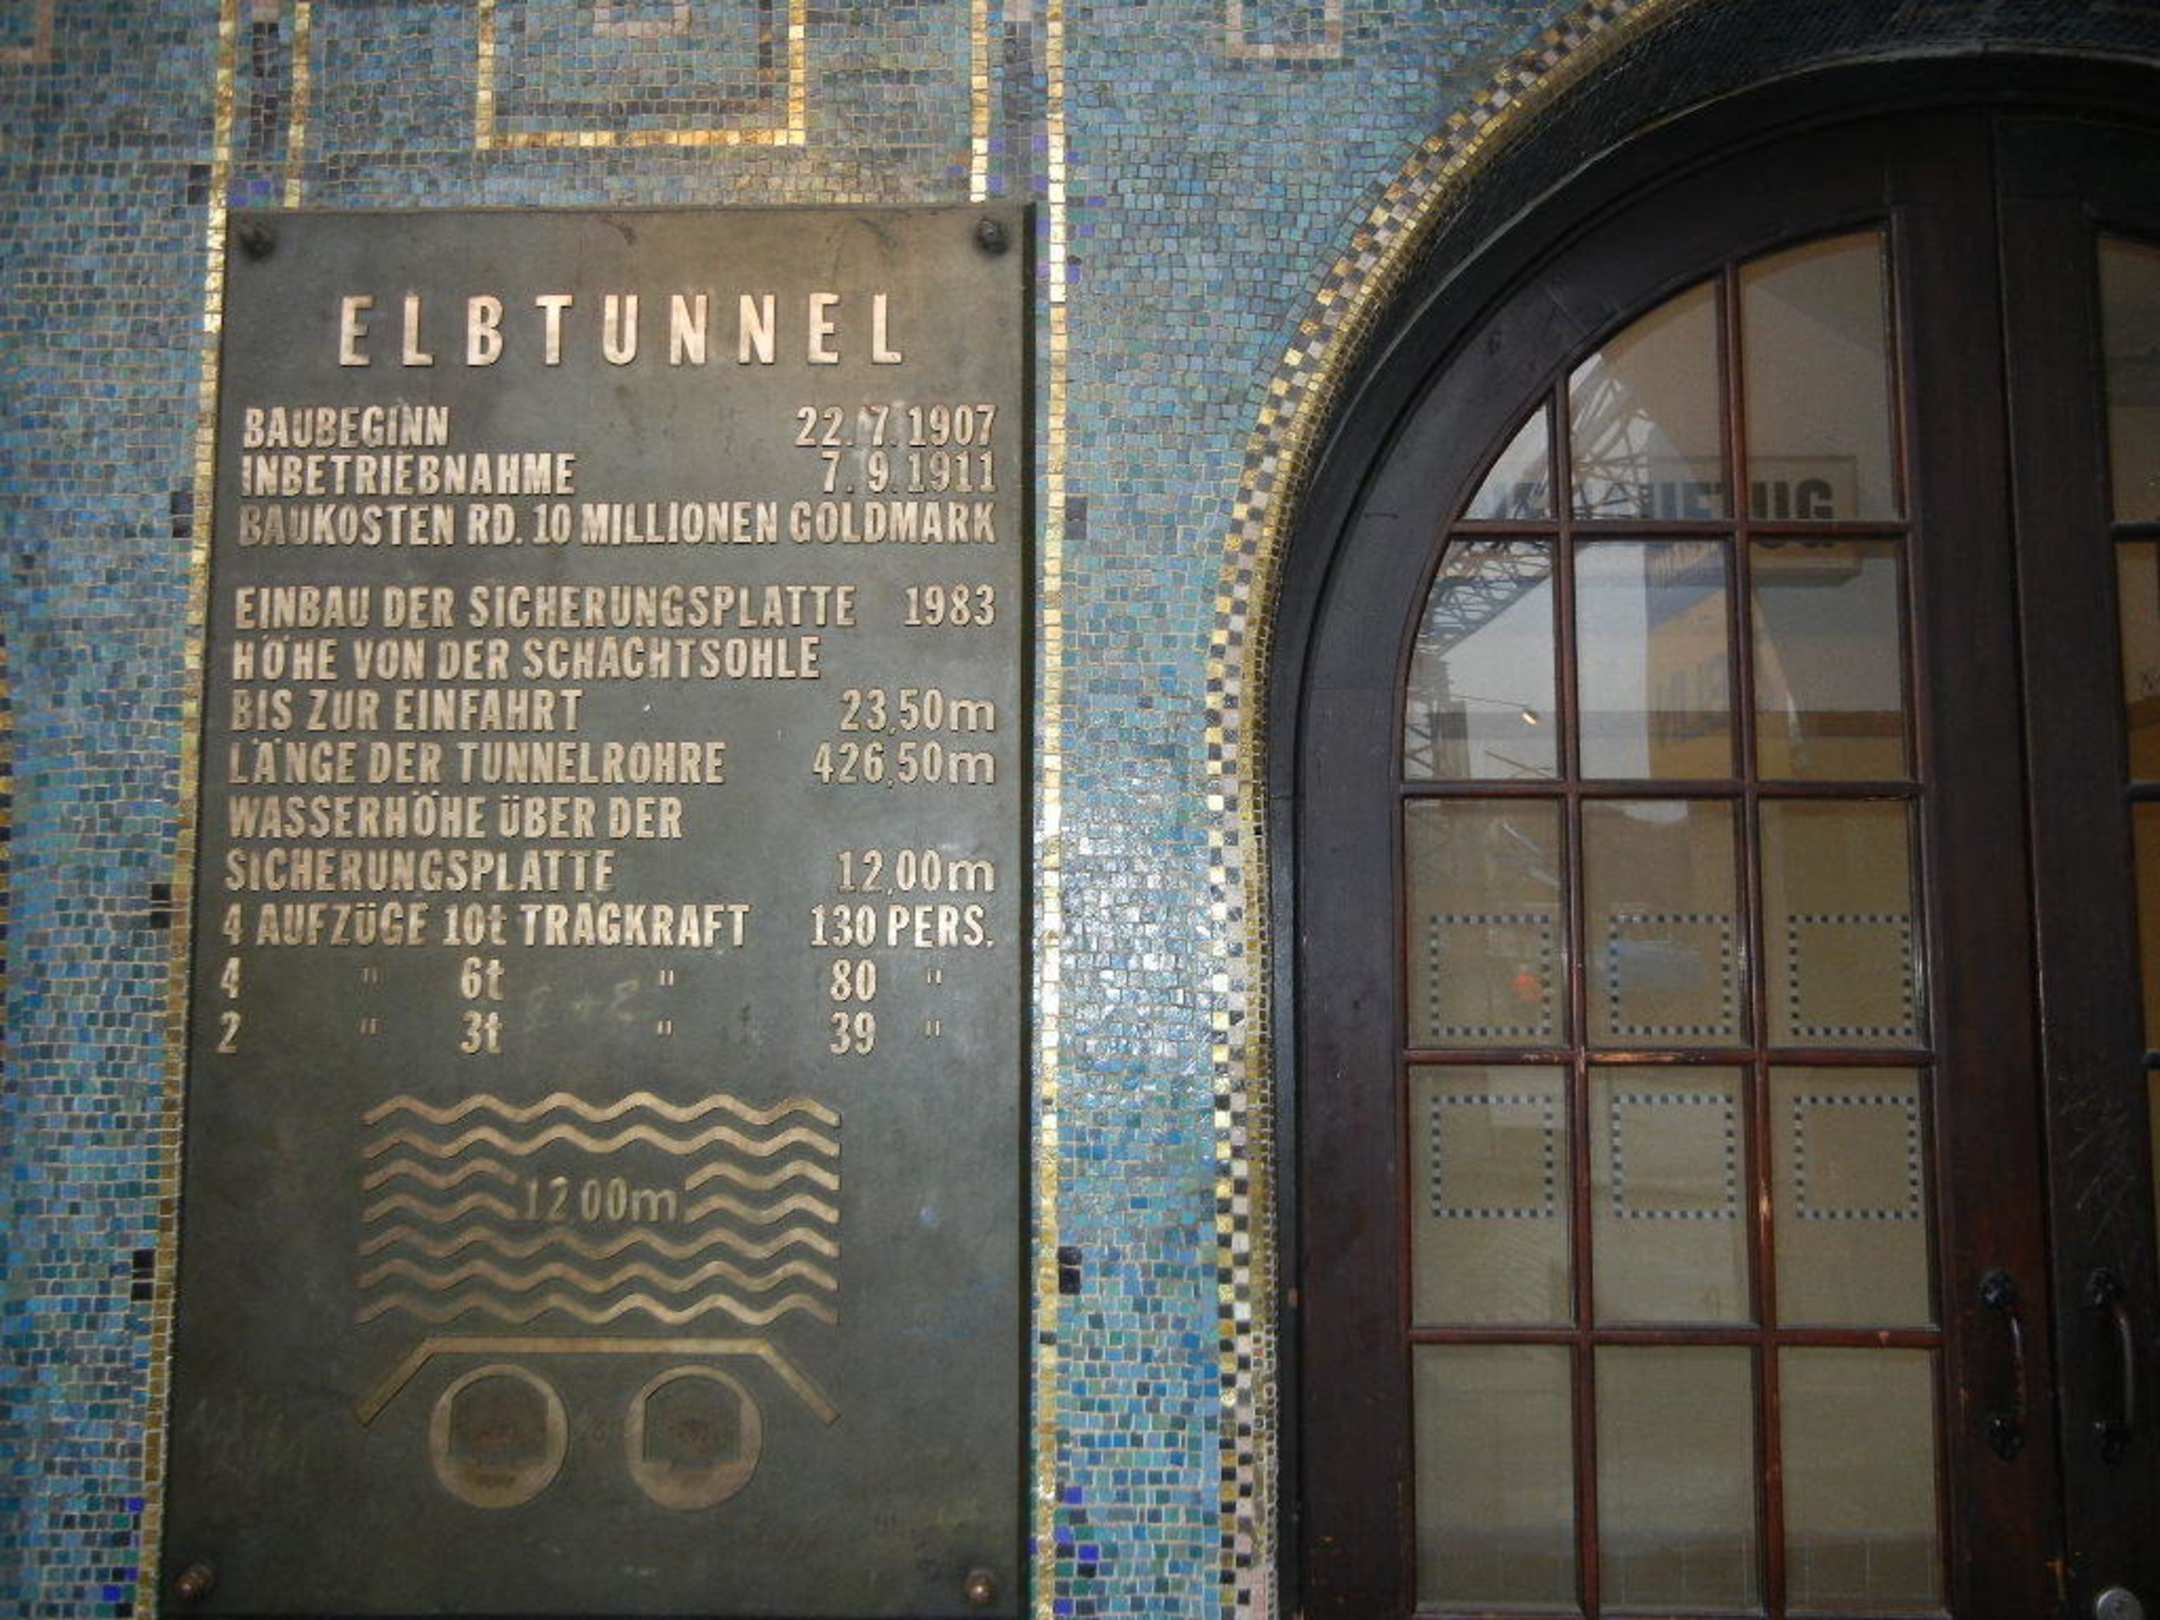 ELBTUNNEL
BAUBEGINN 22.7.1907
INBETRIEBNAHME 7.9.1911
BAUKOSTEN RD. 10 MILLIONEN GOLDMARK
EINBAU DER SICHERUNGSPLATTE 1983
HÖHE VON DER SCHACHTSOHLE
BIS ZUR EINFAHRT 23,50m
LÄNGE DER TUNNELRÖHRE 426,50m
WASSERHÖHE ÜBER DER
SICHERUNGSPLATTE 12,00m
4 AUFZÜGE 10t TRAGKRAFT 130 PERS.
4 " 6t " 80 "
2 " 3t " 39 "
12 00m